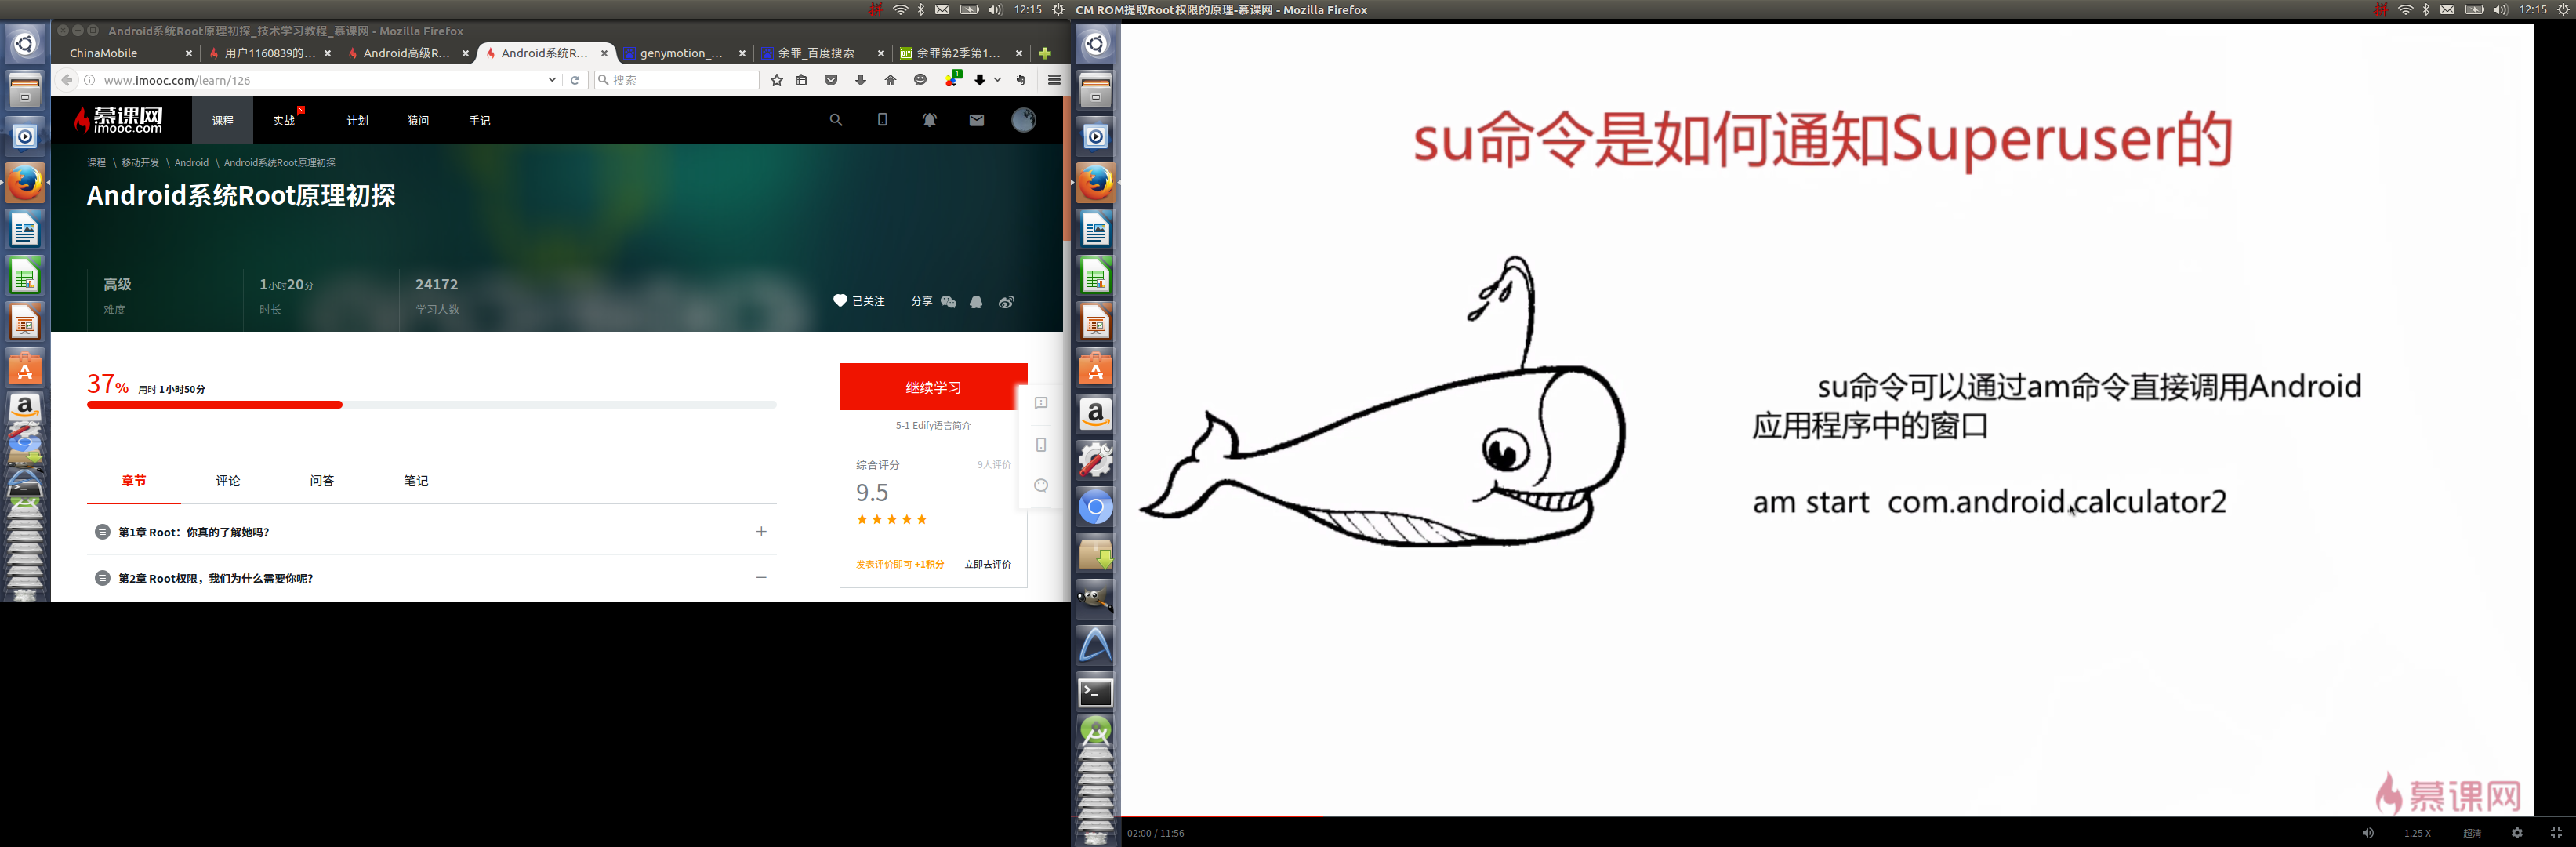 12:15
CM ROM提取Root权限的原理-慕课网 - Mozilla Firefox
12:15
Android系统Root原理初探_技术学习教程_慕课网 - Mozilla Firefox
ChinaMobile
用户1160839的...
Android高级R...
Android系统R...
genymotion_...
余罪_百度搜索
余罪第2季第1...
www.imooc.com/learn/126
搜索
1
慕课网
imooc.com
课程
实战
N
计划
猿问
手记
课程 \ 移动开发 \ Android \ Android系统Root原理初探
Android系统Root原理初探
高级
难度
1小时20分
时长
24172
学习人数
已关注
分享
37% 用时 1小时50分
继续学习
5-1 Edify语言简介
综合评分
9人评价
9.5
发表评价即可 +1积分
立即去评价
章节
评论
问答
笔记
第1章 Root：你真的了解她吗?
第2章 Root权限，我们为什么需要你呢?
su命令是如何通知Superuser的
su命令可以通过am命令直接调用Android
应用程序中的窗口
am start com.android.calculator2
慕课网
02:00 / 11:56
1.25 X
超清